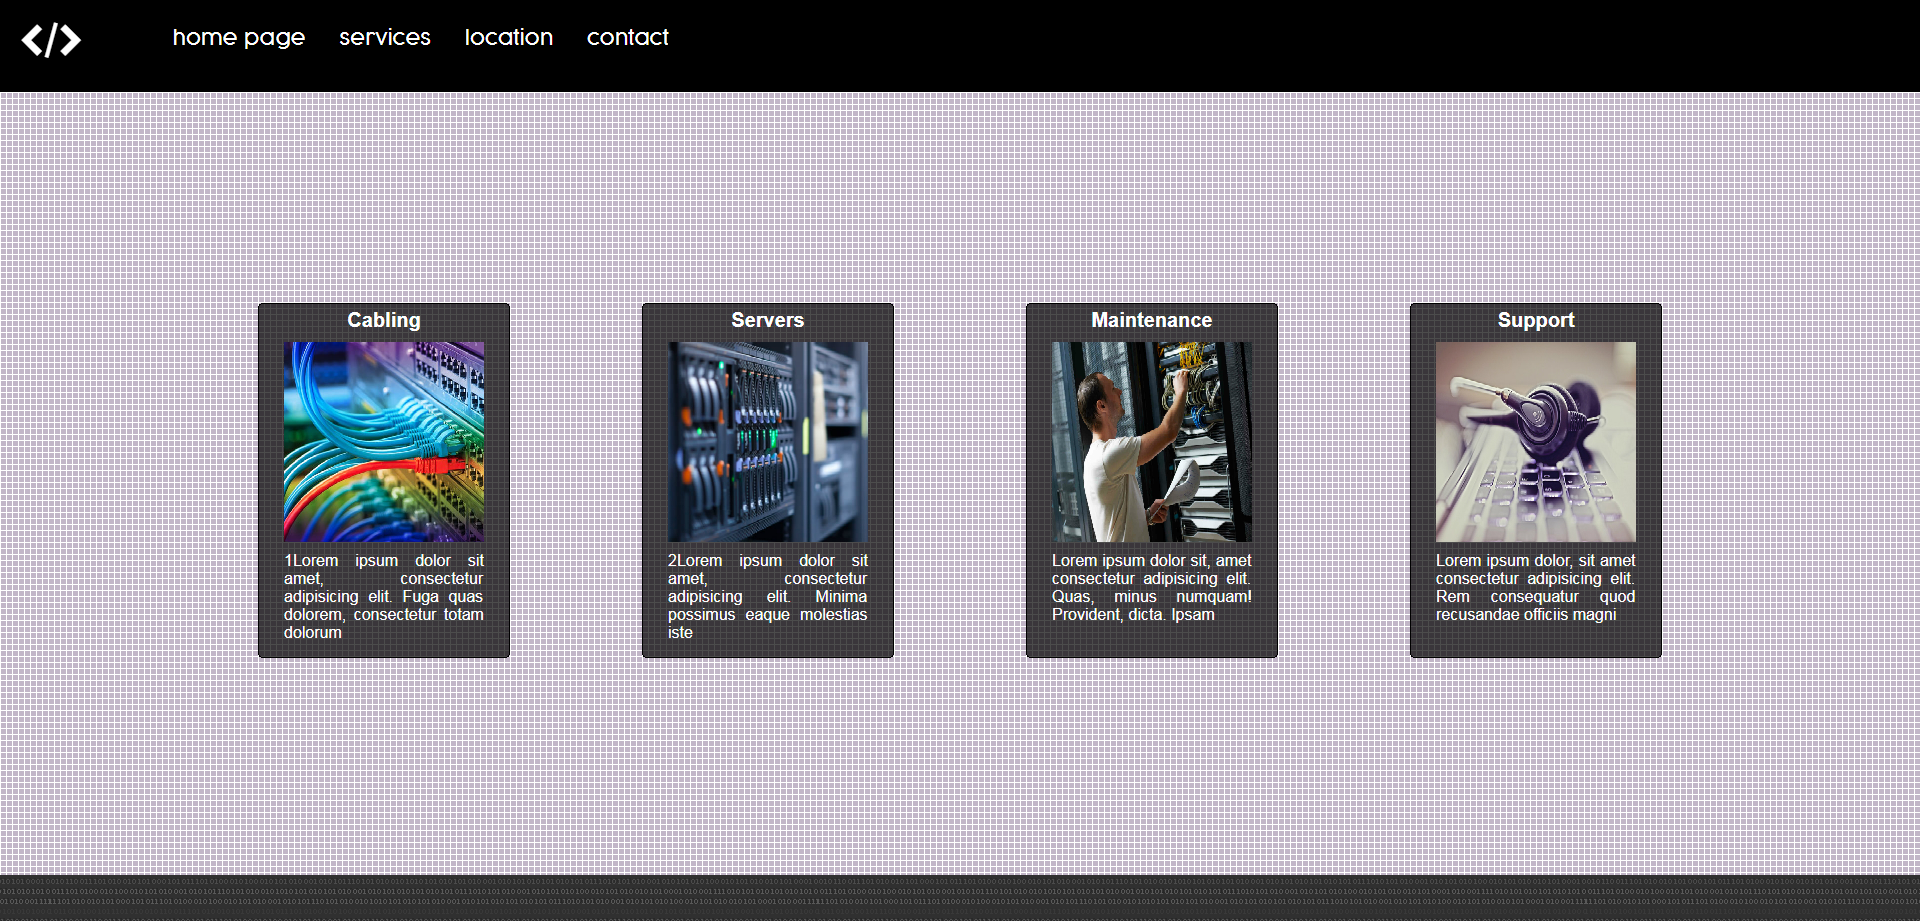 </>
home page services location contact
Cabling
1Lorem ipsum dolor sit
amet, consectetur
adipisicing elit. Fuga quas
dolorem, consectetur totam
dolorum
Servers
2Lorem ipsum dolor sit
amet, consectetur
adipisicing elit. Minima
possimus eaque molestias
iste
Maintenance
Lorem ipsum dolor sit, amet
consectetur adipisicing elit.
Quas, minus numquam!
Provident, dicta. Ipsam
Support
Lorem ipsum dolor, sit amet
consectetur adipisicing elit.
Rem consequatur quod
recusandae officiis magni